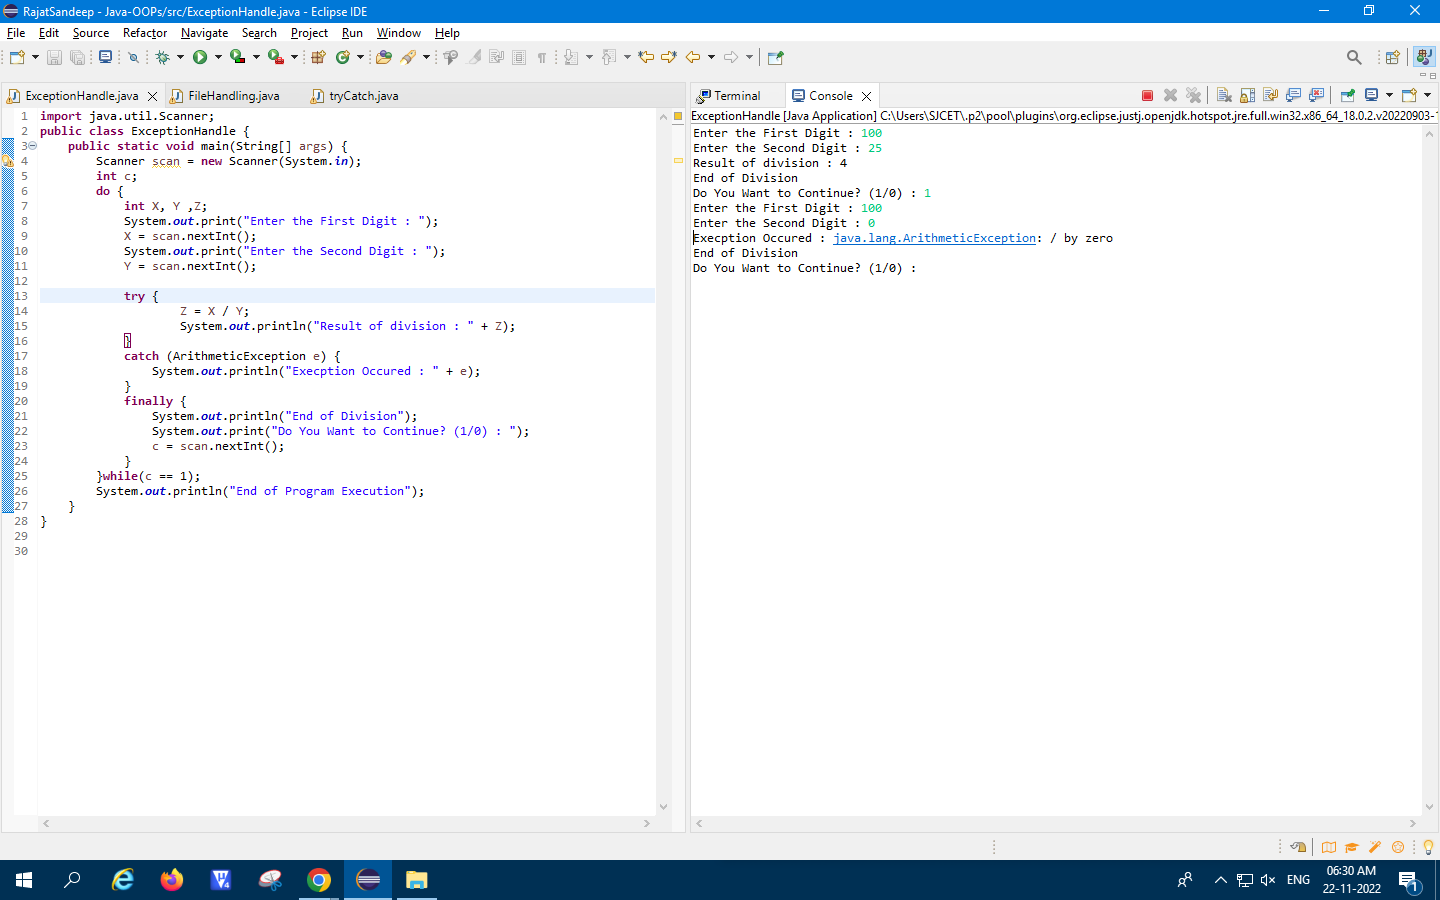 RajatSandeep - Java-OOPs/src/ExceptionHandle.java - Eclipse IDE
File Edit Source Refactor Navigate Search Project Run Window Help
ExceptionHandle.java FileHandling.java tryCatch.java
1 import java.util.Scanner;
2 public class ExceptionHandle {
3 public static void main(String[] args) {
4 Scanner scan = new Scanner(System.in);
5 int c;
6 do {
7 int X, Y ,Z;
8 System.out.print("Enter the First Digit : ");
9 X = scan.nextInt();
10 System.out.print("Enter the Second Digit : ");
11 Y = scan.nextInt();
12
13 try {
14 Z = X / Y;
15 System.out.println("Result of division : " + Z);
16 }
17 catch (ArithmeticException e) {
18 System.out.println("Execption Occured : " + e);
19 }
20 finally {
21 System.out.println("End of Division");
22 System.out.print("Do You Want to Continue? (1/0) : ");
23 c = scan.nextInt();
24 }
25 }while(c == 1);
26 System.out.println("End of Program Execution");
27 }
28 }
29
30
Terminal Console
ExceptionHandle [Java Application] C:\Users\SJCET\.p2\pool\plugins\org.eclipse.justj.openjdk.hotspot.jre.full.win32.x86_64_18.0.2.v20220903-1
Enter the First Digit : 100
Enter the Second Digit : 25
Result of division : 4
End of Division
Do You Want to Continue? (1/0) : 1
Enter the First Digit : 100
Enter the Second Digit : 0
Execption Occured : java.lang.ArithmeticException: / by zero
End of Division
Do You Want to Continue? (1/0) :
ENG
06:30 AM
22-11-2022
1